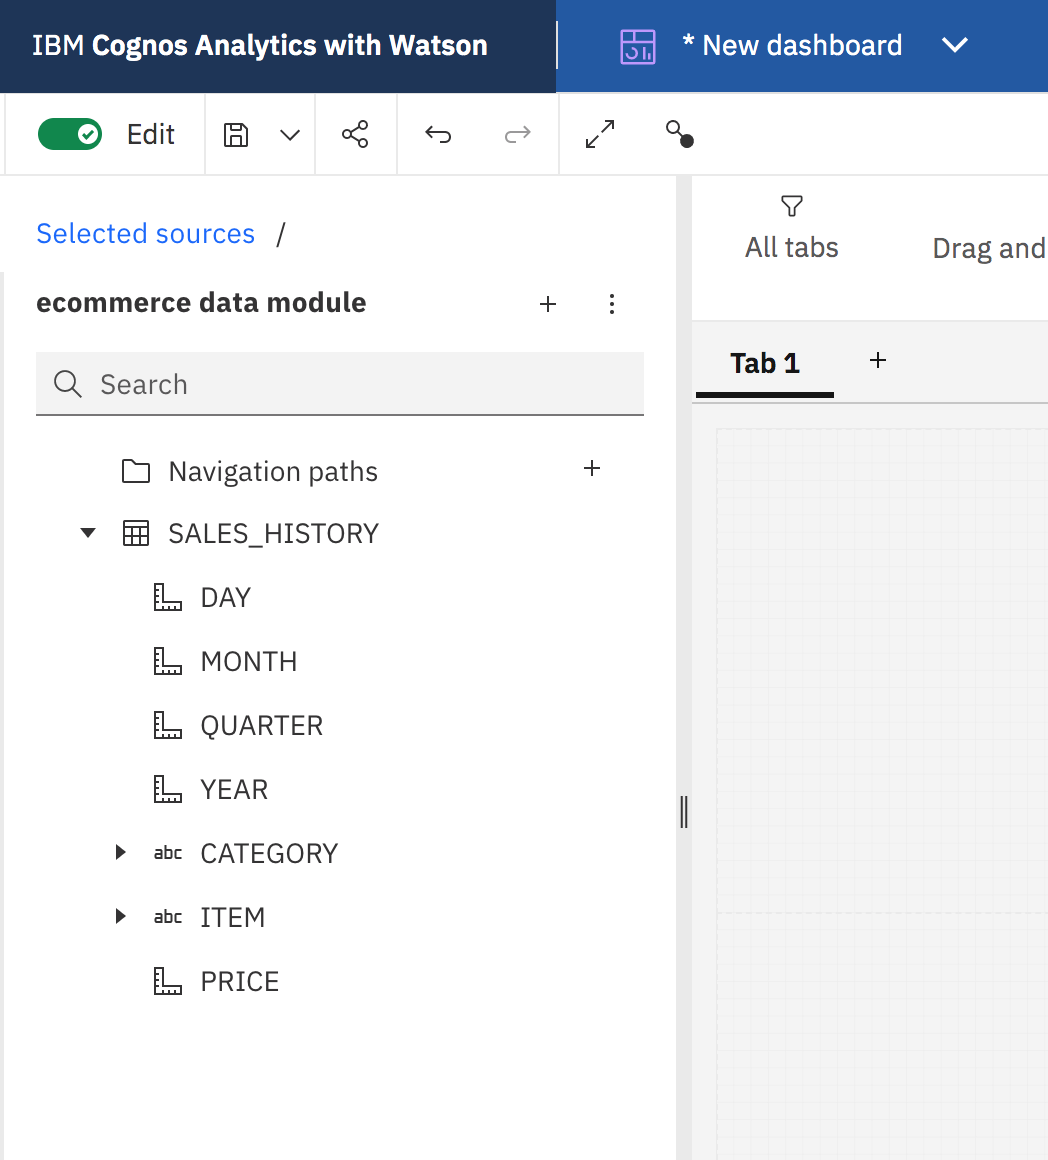 IBM Cognos Analytics with Watson
* New dashboard
Edit
Selected sources /
All tabs
Drag and
ecommerce data module
Search
Tab 1
Navigation paths
SALES_HISTORY
DAY
MONTH
QUARTER
YEAR
abc CATEGORY
abc ITEM
PRICE